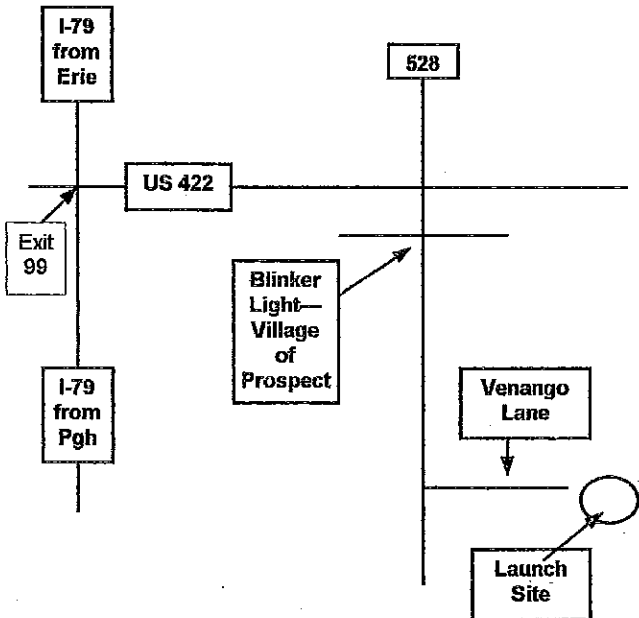 I-79
from
Erie
528
US 422
Exit
99
Blinker
Light—
Village
of
Prospect
I-79
from
Pgh
Venango
Lane
Launch
Site